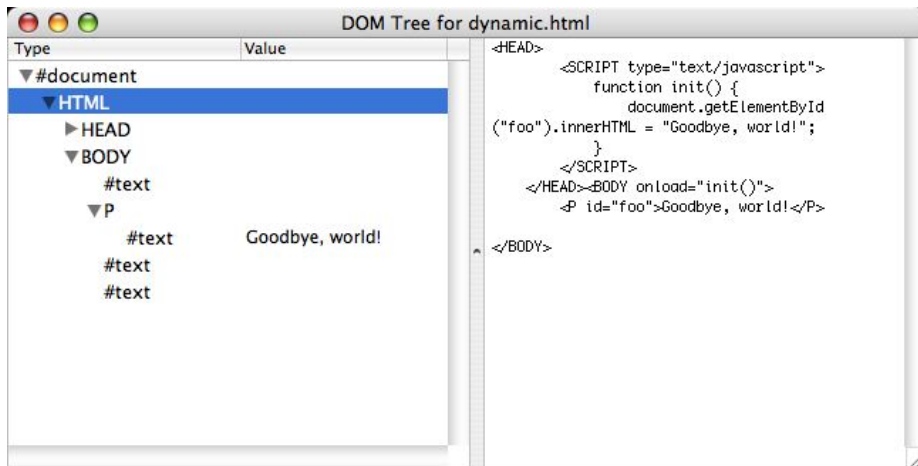 DOM Tree for dynamic.html
Type Value
#document
HTML
HEAD
BODY
#text
P
#text Goodbye, world!
#text
#text
<HEAD>
<SCRIPT type="text/javascript">
function init() {
document.getElementById
("foo").innerHTML = "Goodbye, world!";
}
</SCRIPT>
</HEAD><BODY onload="init()">
<P id="foo">Goodbye, world!</P>
</BODY>